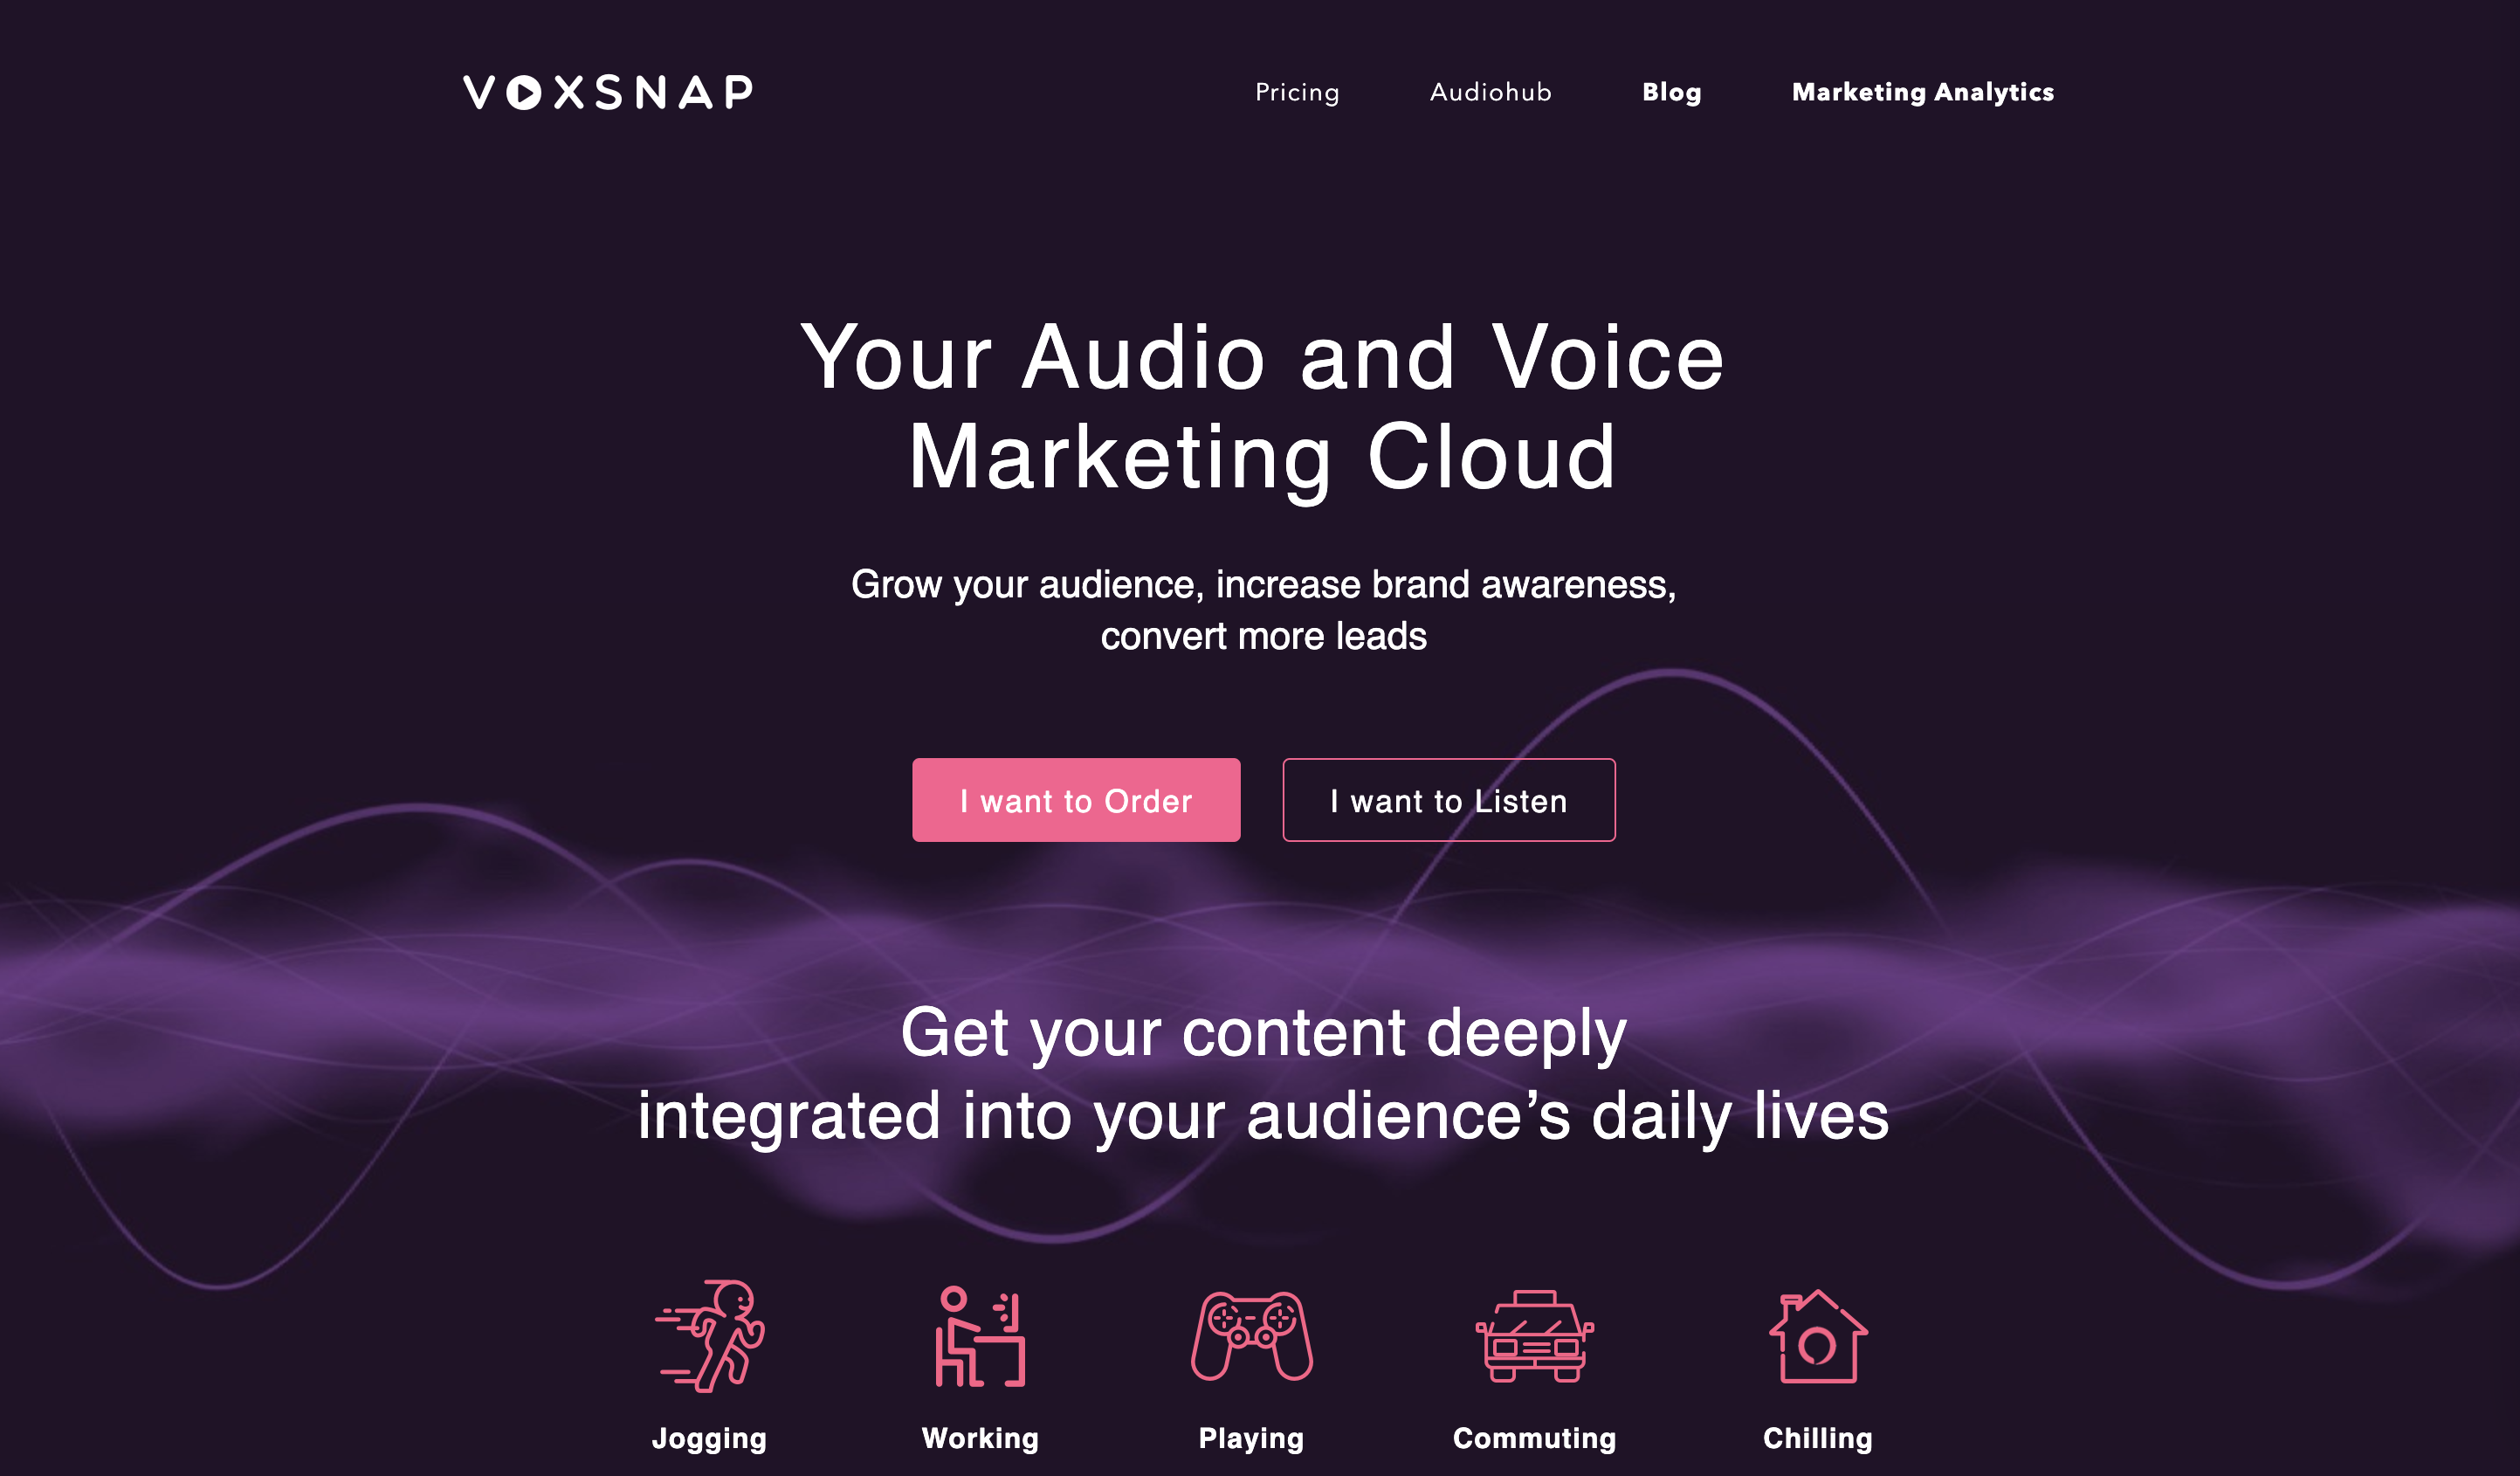 VOXSNAP
Pricing
Audiohub
Blog
Marketing Analytics
Your Audio and Voice
Marketing Cloud
Grow your audience, increase brand awareness,
convert more leads
I want to Order
I want to Listen
Get your content deeply
integrated into your audience’s daily lives
Jogging
Working
Playing
Commuting
Chilling